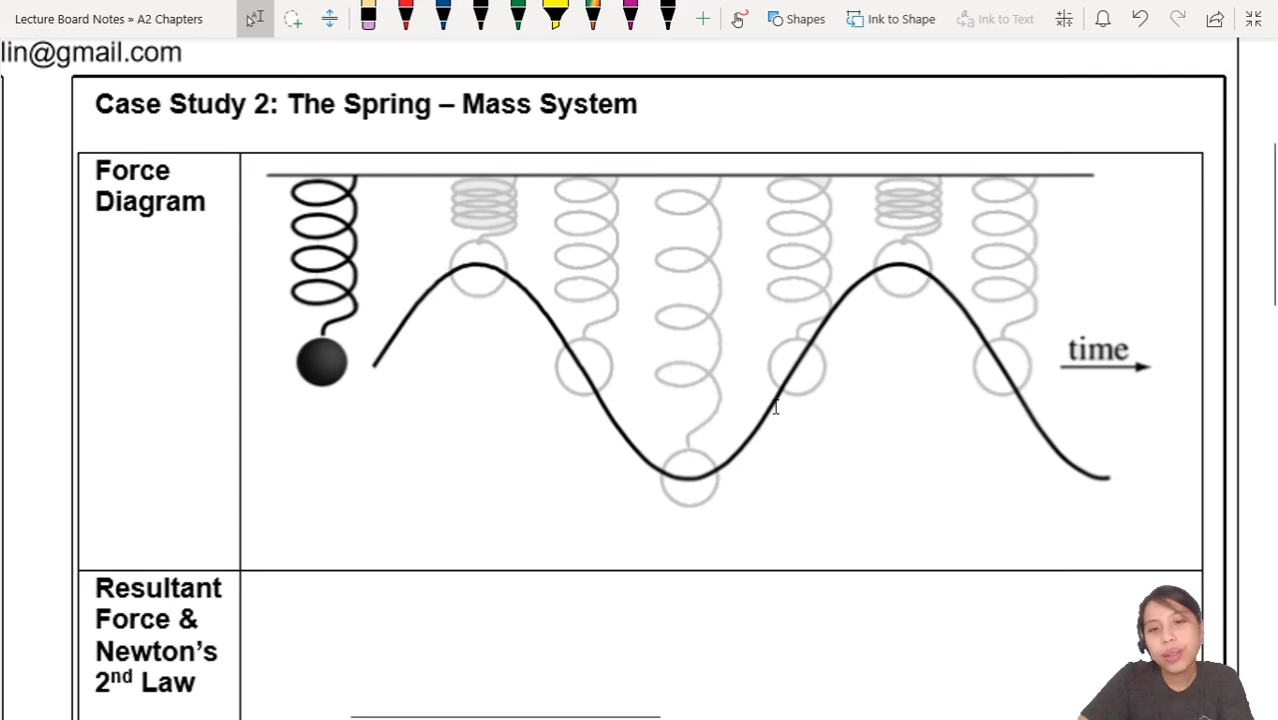 Lecture Board Notes » A2 Chapters
Shapes
Ink to Shape
Ink to Text
lin@gmail.com
Case Study 2: The Spring – Mass System
Force
Diagram
time
Resultant
Force &
Newton's
2nd Law